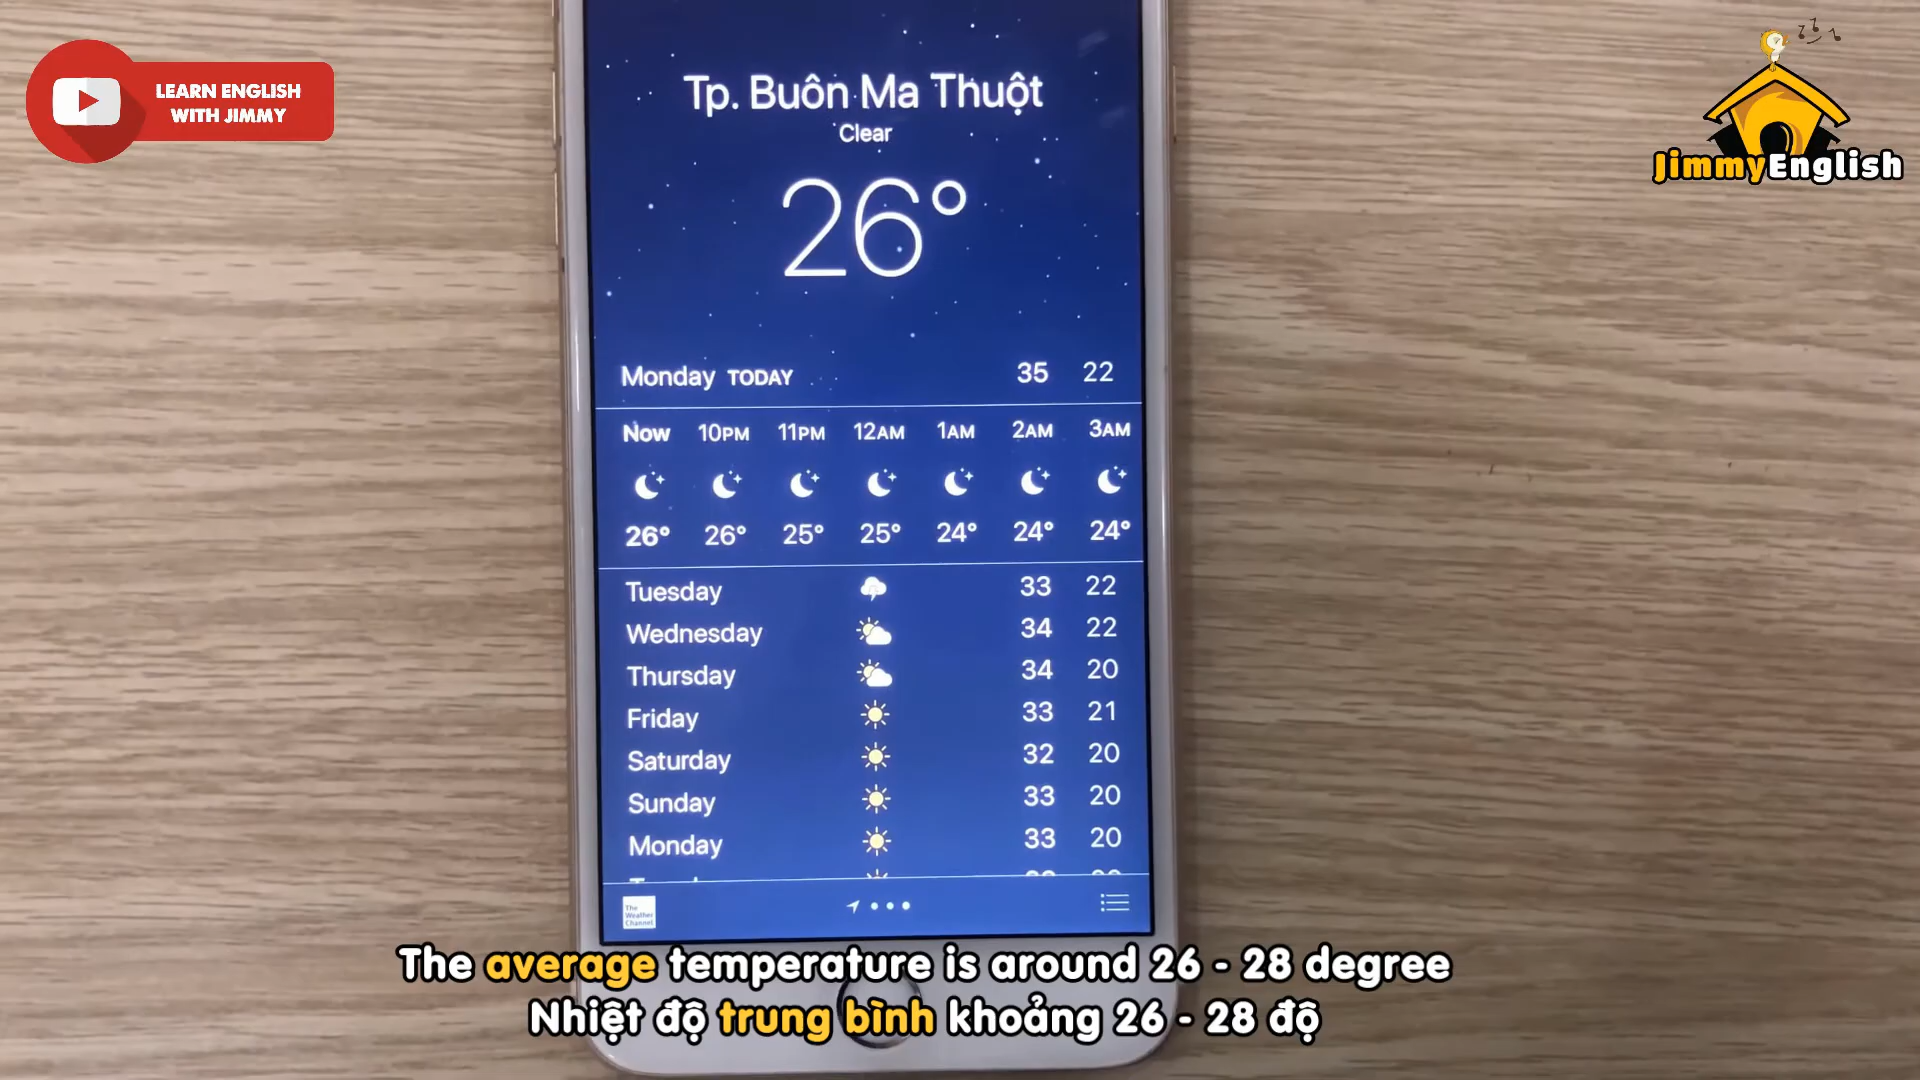 LEARN ENGLISH
WITH JIMMY
JimmyEnglish
Tp. Buôn Ma Thuột
Clear
26°
Monday TODAY 35 22
Now 10PM 11PM 12AM 1AM 2AM 3AM
26° 26° 25° 25° 24° 24° 24°
Tuesday 33 22
Wednesday 34 22
Thursday 34 20
Friday 33 21
Saturday 32 20
Sunday 33 20
Monday 33 20
The
Weather
Channel
The average temperature is around 26 - 28 degree
Nhiệt độ trung bình khoảng 26 - 28 độ